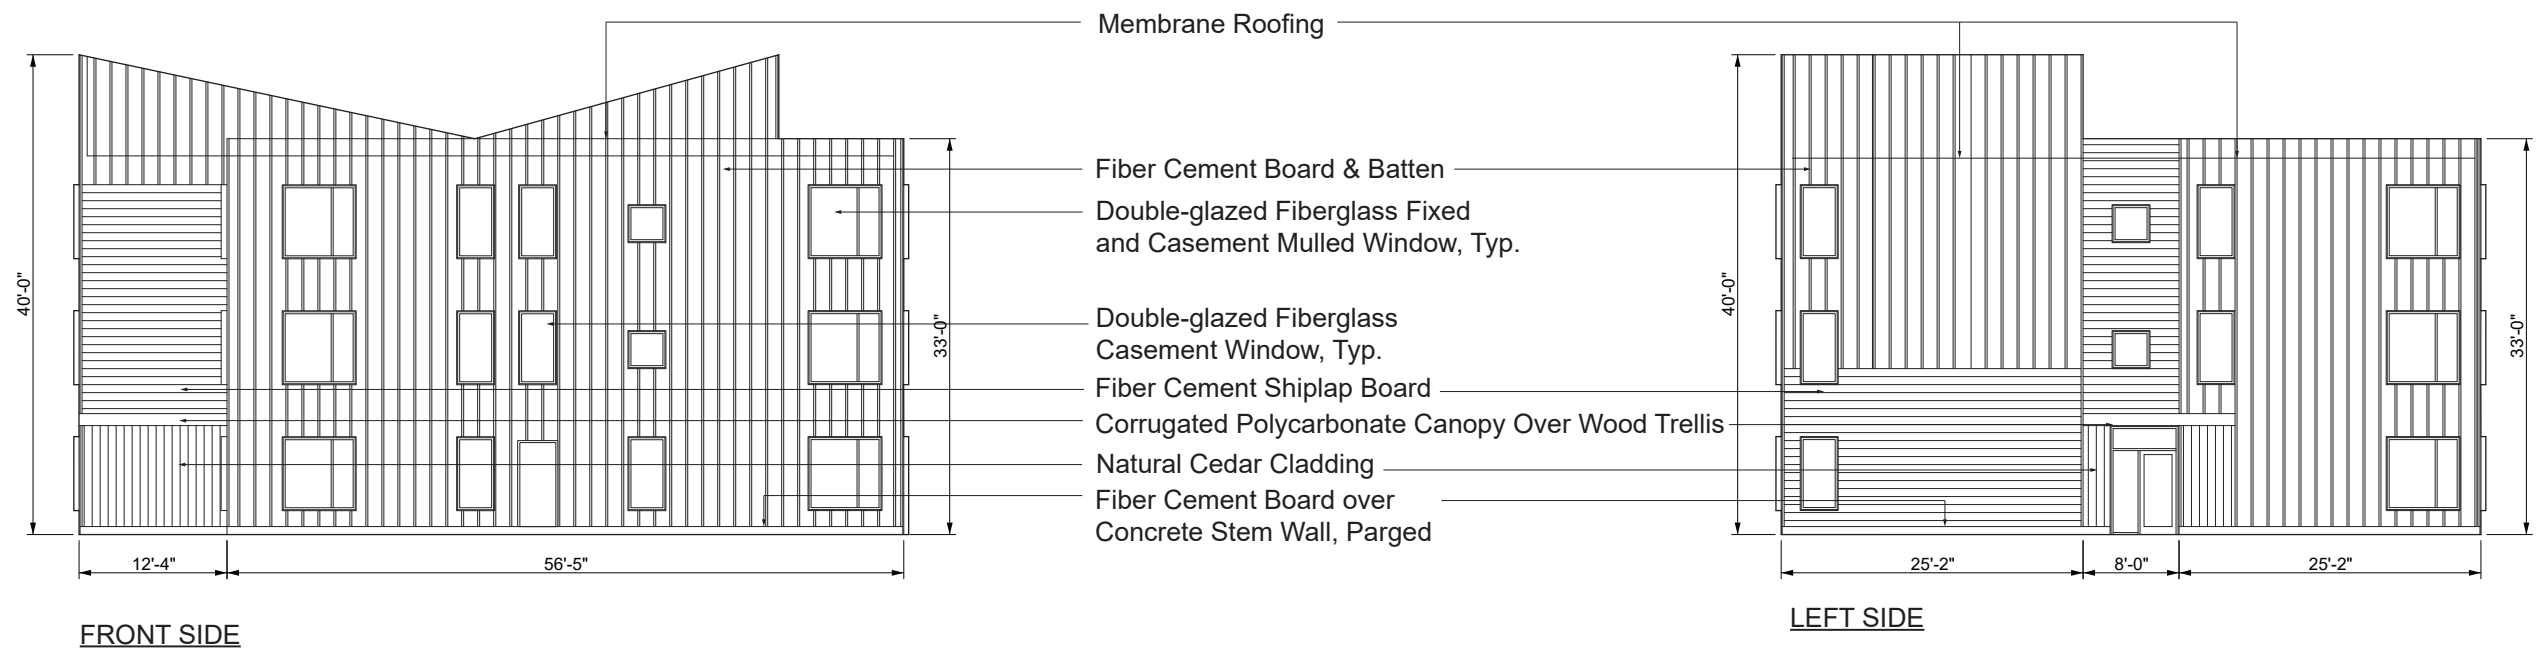 Membrane Roofing
Fiber Cement Board & Batten
Double-glazed Fiberglass Fixed
and Casement Mulled Window, Typ.
Double-glazed Fiberglass
Casement Window, Typ.
Fiber Cement Shiplap Board
Corrugated Polycarbonate Canopy Over Wood Trellis
Natural Cedar Cladding
Fiber Cement Board over
Concrete Stem Wall, Parged
40'-0"
33'-0"
12'-4"
56'-5"
FRONT SIDE
40'-0"
33'-0"
25'-2"
8'-0"
25'-2"
LEFT SIDE